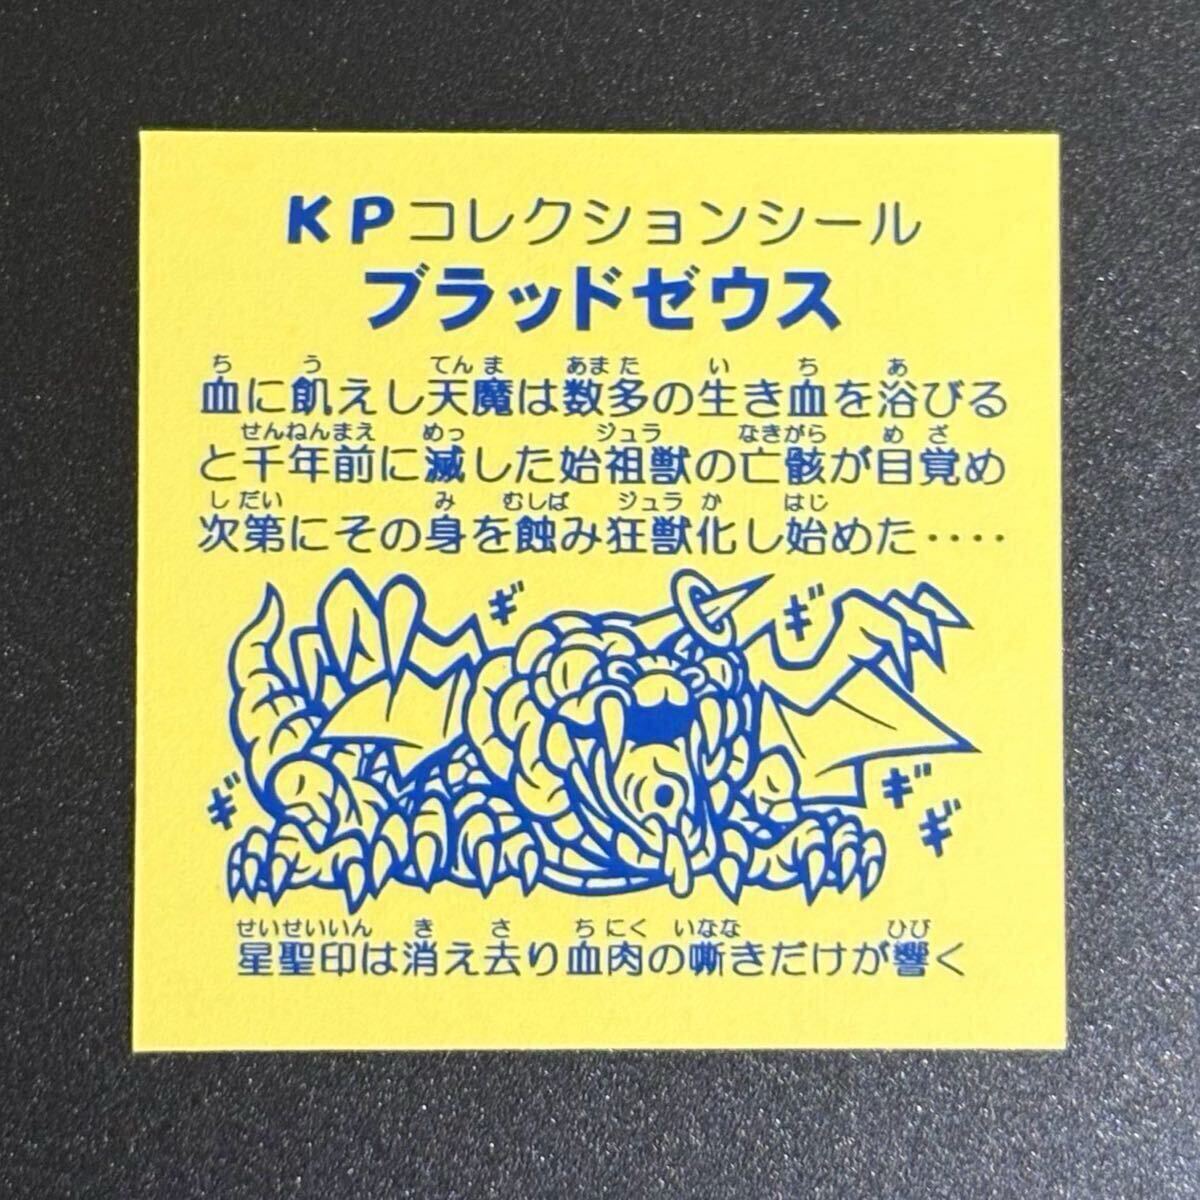 KPコレクションシール
ブラッドゼウス
ち う てんま あまた い ち あ
血に飢えし天魔は数多の生き血を浴びる
せんねんまえ めっ ジュラ なきがら めざ
と千年前に滅した始祖獣の亡骸が目覚め
しだい み むしば ジュラ か はじ
次第にその身を蝕み狂獣化し始めた‥‥
ギ ギ
ギ
ギ ギ
ギ ギ
せいせいいん き さ ちにく いなな ひび
星聖印は消え去り血肉の嘶きだけが響く